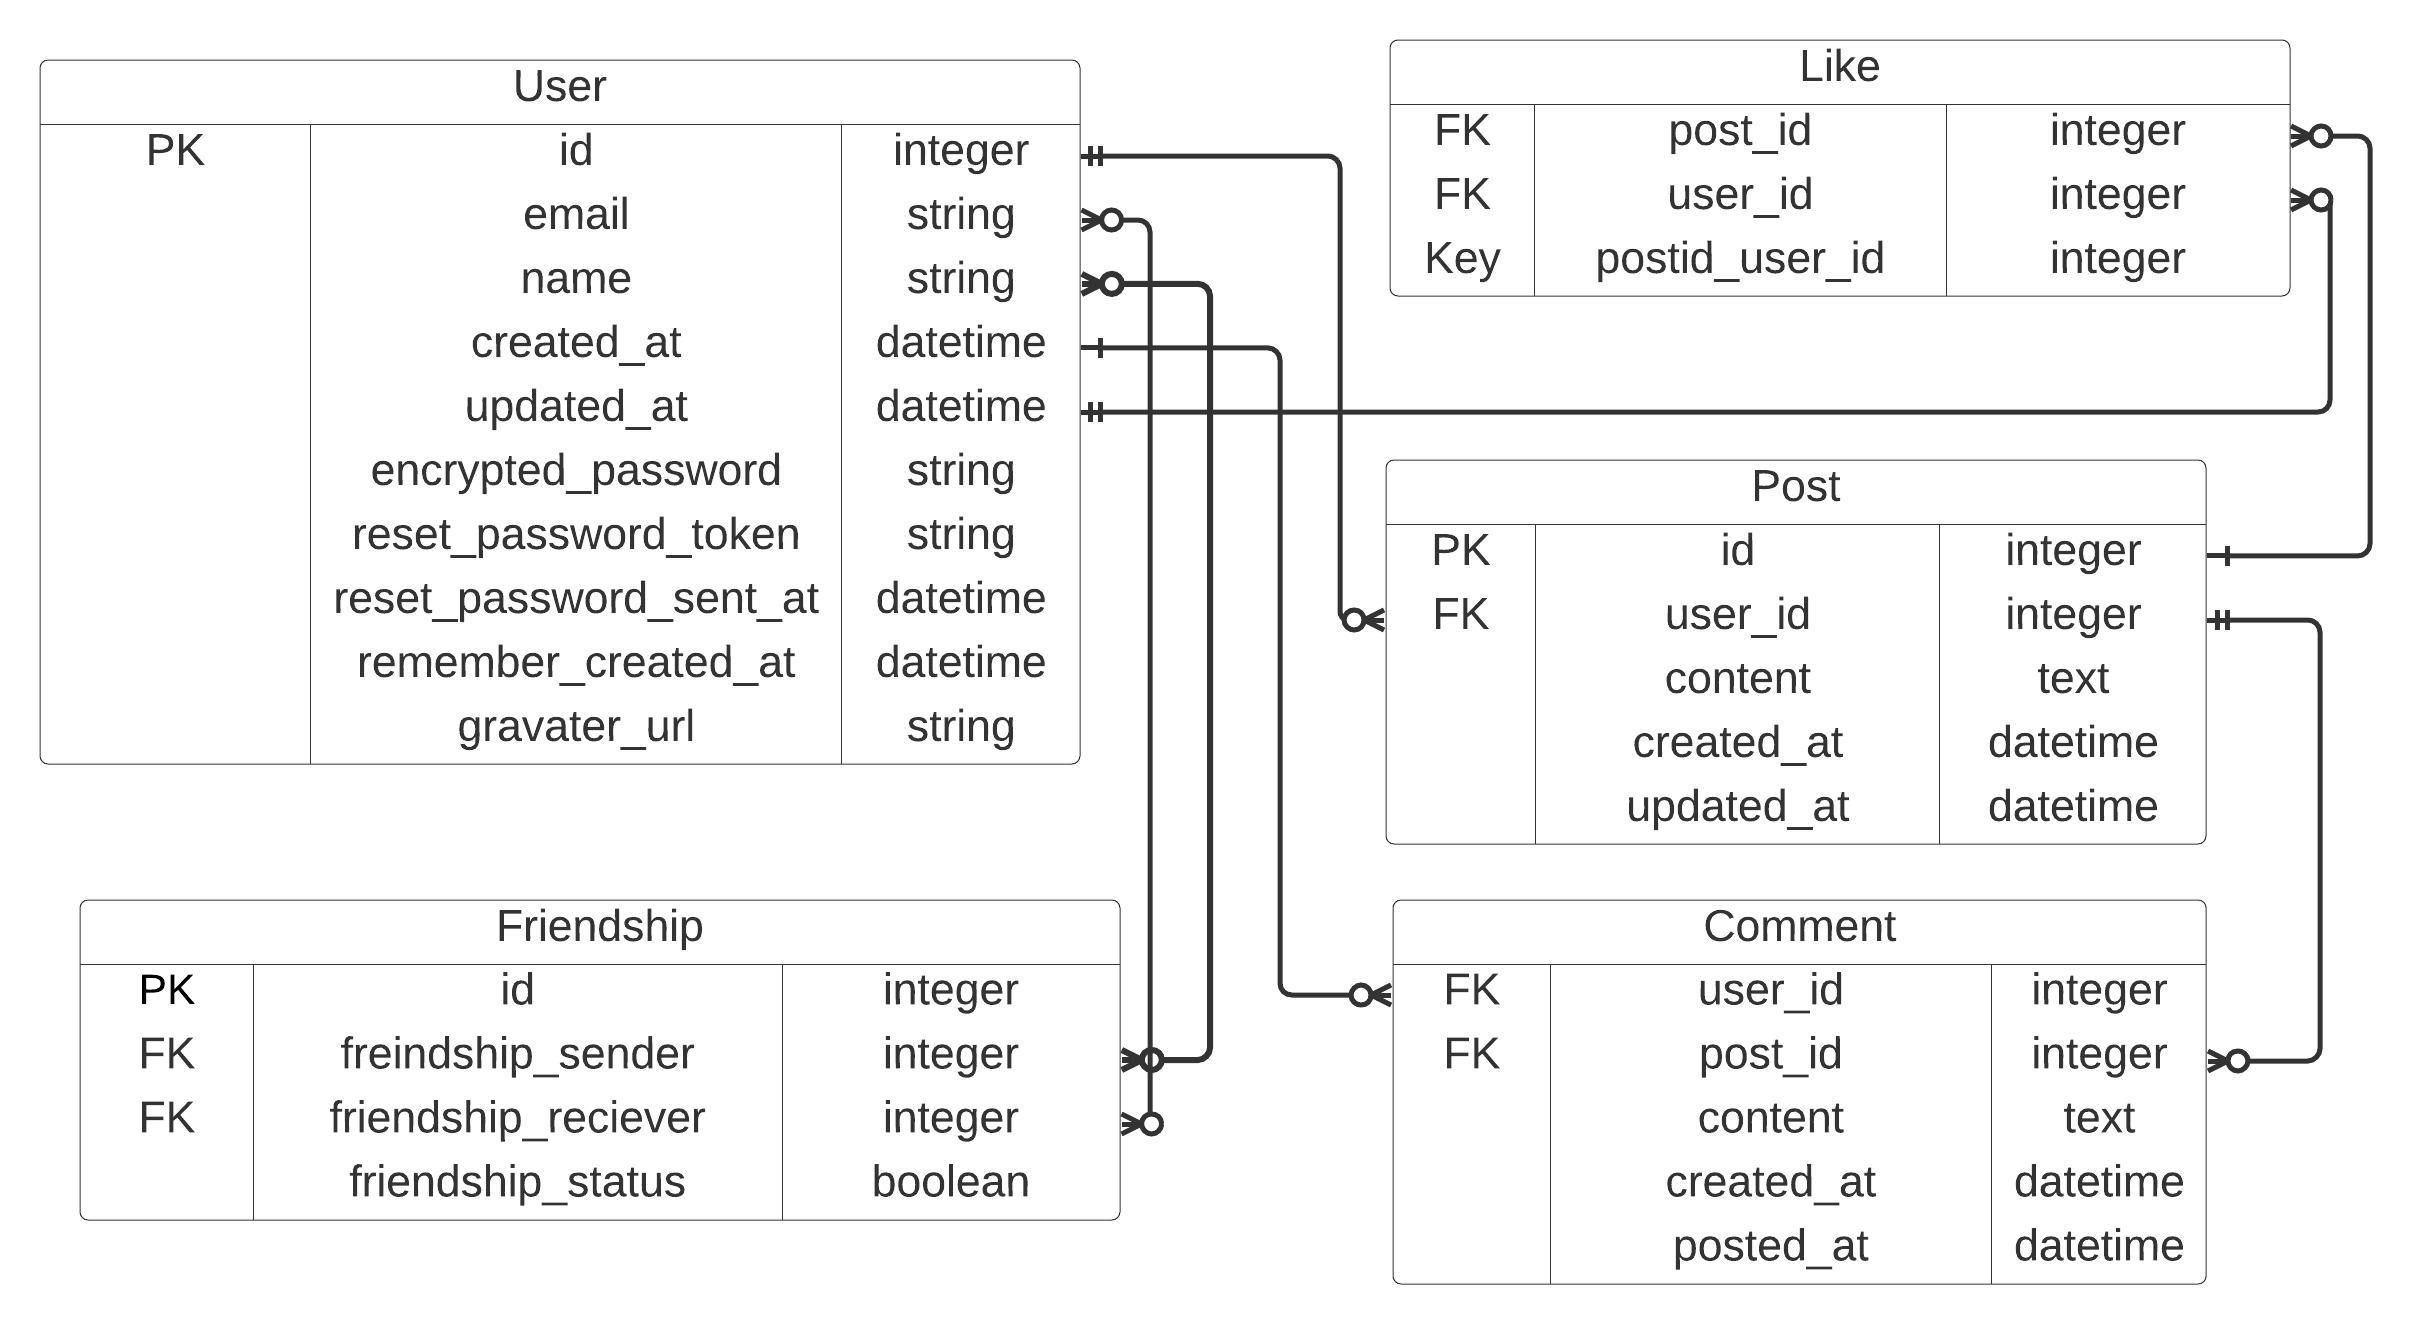 User
PK id integer
email string
name string
created_at datetime
updated_at datetime
encrypted_password string
reset_password_token string
reset_password_sent_at datetime
remember_created_at datetime
gravater_url string
Like
FK post_id integer
FK user_id integer
Key postid_user_id integer
Post
PK id integer
FK user_id integer
content text
created_at datetime
updated_at datetime
Friendship
PK id integer
FK freindship_sender integer
FK friendship_reciever integer
friendship_status boolean
Comment
FK user_id integer
FK post_id integer
content text
created_at datetime
posted_at datetime